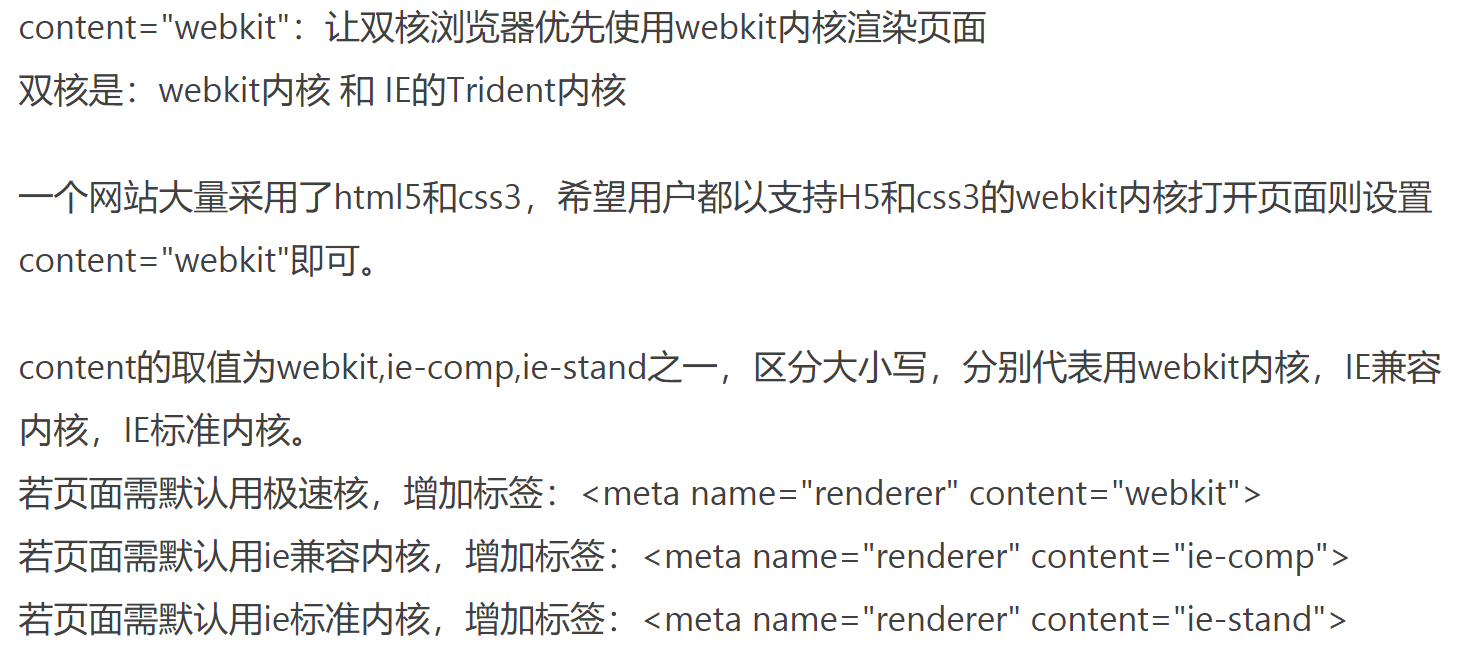 content="webkit"：让双核浏览器优先使用webkit内核渲染页面
双核是：webkit内核 和 IE的Trident内核
一个网站大量采用了html5和css3，希望用户都以支持H5和css3的webkit内核打开页面则设置
content="webkit"即可。
content的取值为webkit,ie-comp,ie-stand之一，区分大小写，分别代表用webkit内核，IE兼容
内核，IE标准内核。
若页面需默认用极速核，增加标签：<meta name="renderer" content="webkit">
若页面需默认用ie兼容内核，增加标签：<meta name="renderer" content="ie-comp">
若页面需默认用ie标准内核，增加标签：<meta name="renderer" content="ie-stand">